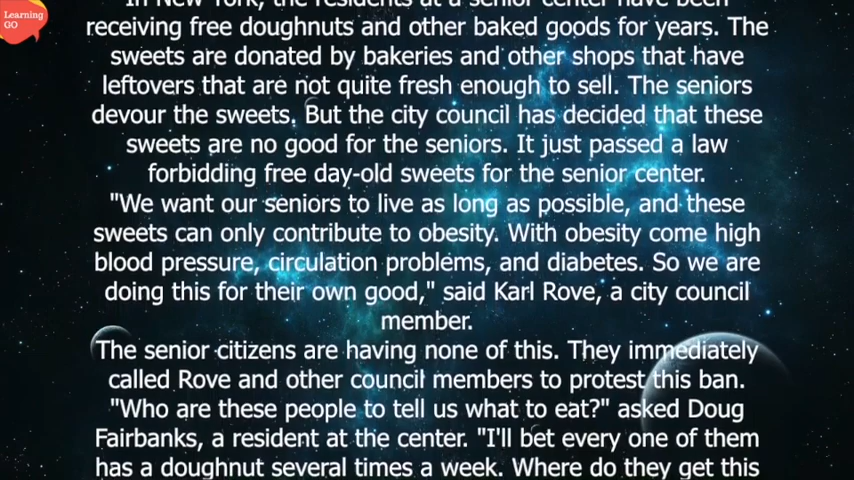 Learning
GO
In New York, the residents at a senior center have been
receiving free doughnuts and other baked goods for years. The
sweets are donated by bakeries and other shops that have
leftovers that are not quite fresh enough to sell. The seniors
devour the sweets. But the city council has decided that these
sweets are no good for the seniors. It just passed a law
forbidding free day-old sweets for the senior center.
"We want our seniors to live as long as possible, and these
sweets can only contribute to obesity. With obesity come high
blood pressure, circulation problems, and diabetes. So we are
doing this for their own good," said Karl Rove, a city council
member.
The senior citizens are having none of this. They immediately
called Rove and other council members to protest this ban.
"Who are these people to tell us what to eat?" asked Doug
Fairbanks, a resident at the center. "I'll bet every one of them
has a doughnut several times a week. Where do they get this